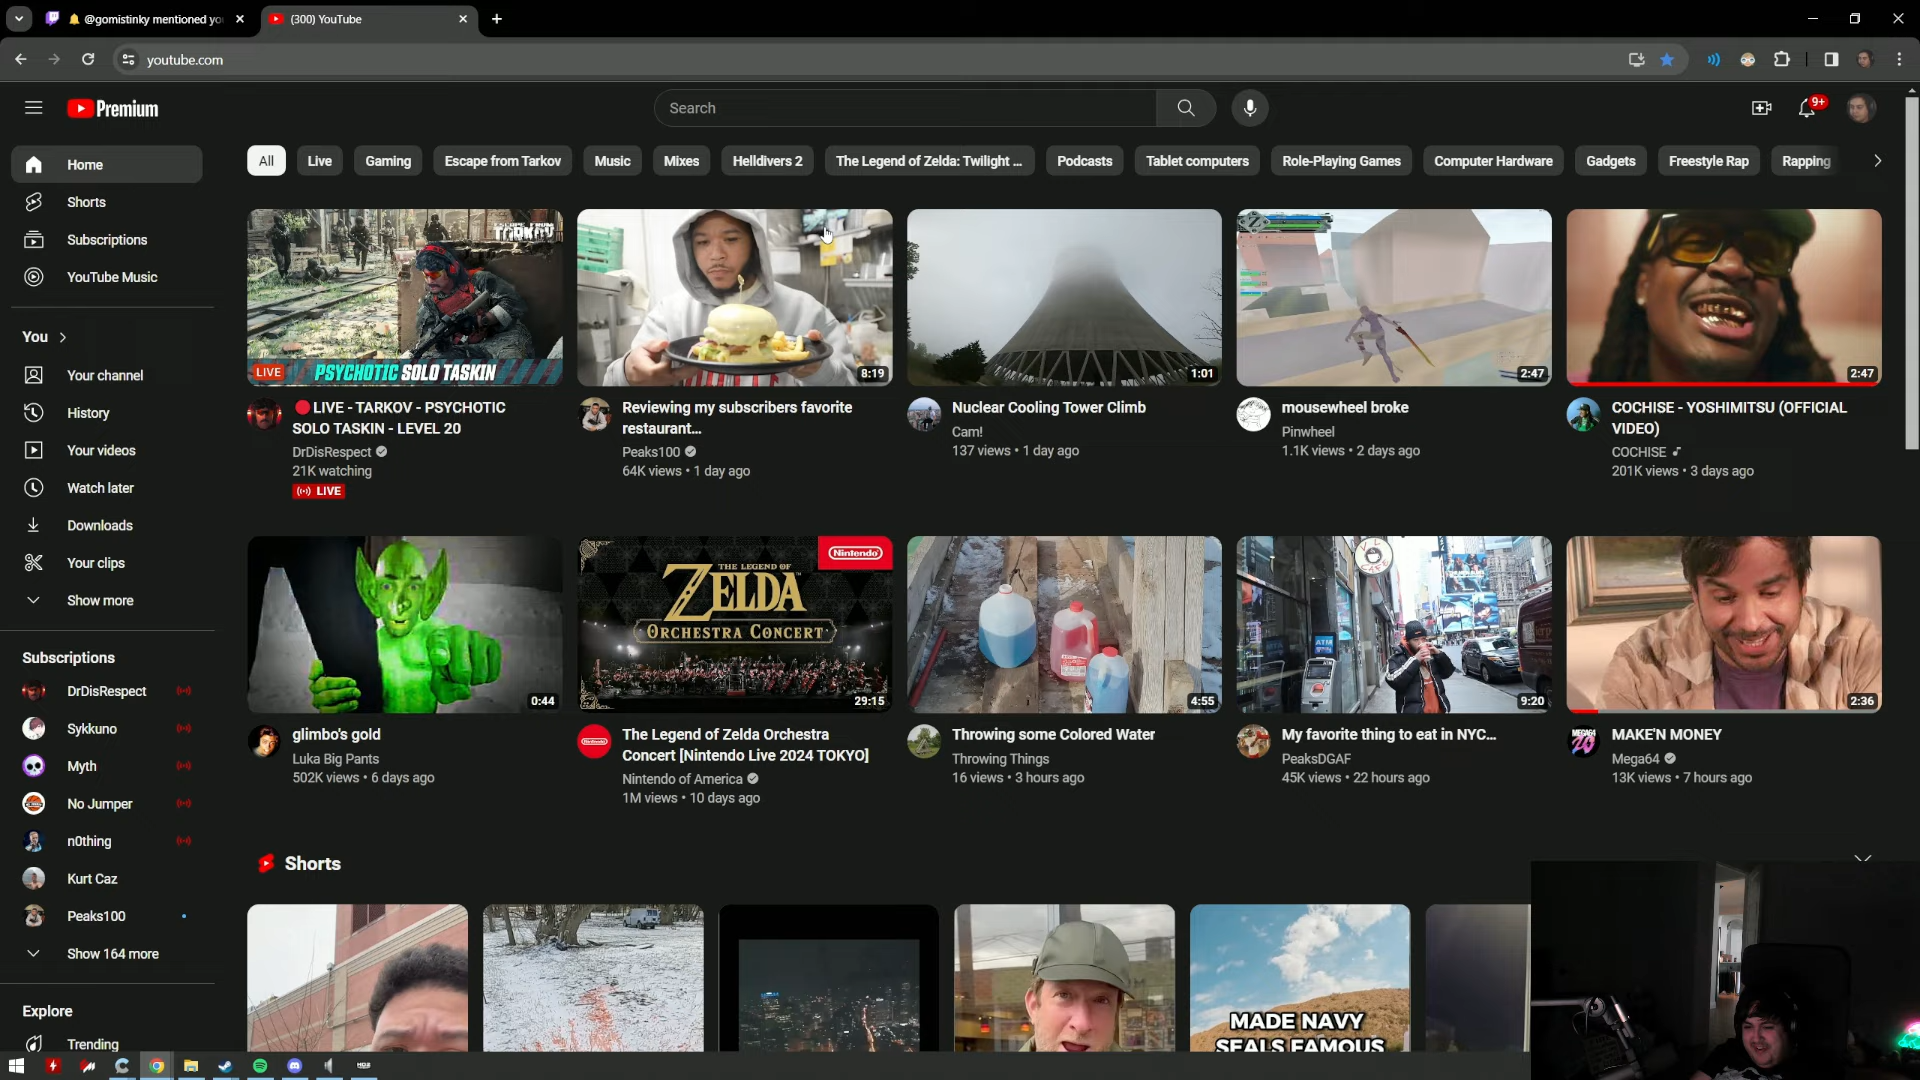 @gomistinky mentioned yo
(300) YouTube
youtube.com
Premium
Search
9+
All
Live
Gaming
Escape from Tarkov
Music
Mixes
Helldivers 2
The Legend of Zelda: Twilight ...
Podcasts
Tablet computers
Role-Playing Games
Computer Hardware
Gadgets
Freestyle Rap
Rapping
Home
Shorts
Subscriptions
YouTube Music
You
Your channel
History
Your videos
Watch later
Downloads
Your clips
Show more
Subscriptions
DrDisRespect
Sykkuno
Myth
No Jumper
n0thing
Kurt Caz
Peaks100
Show 164 more
Explore
Trending
TARKOV
LIVE
PSYCHOTIC SOLO TASKIN
LIVE - TARKOV - PSYCHOTIC
SOLO TASKIN - LEVEL 20
DrDisRespect
21K watching
LIVE
8:19
Reviewing my subscribers favorite
restaurant...
Peaks100
64K views • 1 day ago
1:01
Nuclear Cooling Tower Climb
Cam!
137 views • 1 day ago
2:47
mousewheel broke
Pinwheel
1.1K views • 2 days ago
2:47
COCHISE - YOSHIMITSU (OFFICIAL
VIDEO)
COCHISE
201K views • 3 days ago
0:44
glimbo's gold
Luka Big Pants
502K views • 6 days ago
Nintendo
THE LEGEND OF
ZELDA
ORCHESTRA CONCERT
29:15
The Legend of Zelda Orchestra
Concert [Nintendo Live 2024 TOKYO]
Nintendo of America
1M views • 10 days ago
4:55
Throwing some Colored Water
Throwing Things
16 views • 3 hours ago
ATM
9:20
My favorite thing to eat in NYC...
PeaksDGAF
45K views • 22 hours ago
2:36
MAKE'N MONEY
Mega64
13K views • 7 hours ago
Shorts
MADE NAVY
SEALS FAMOUS